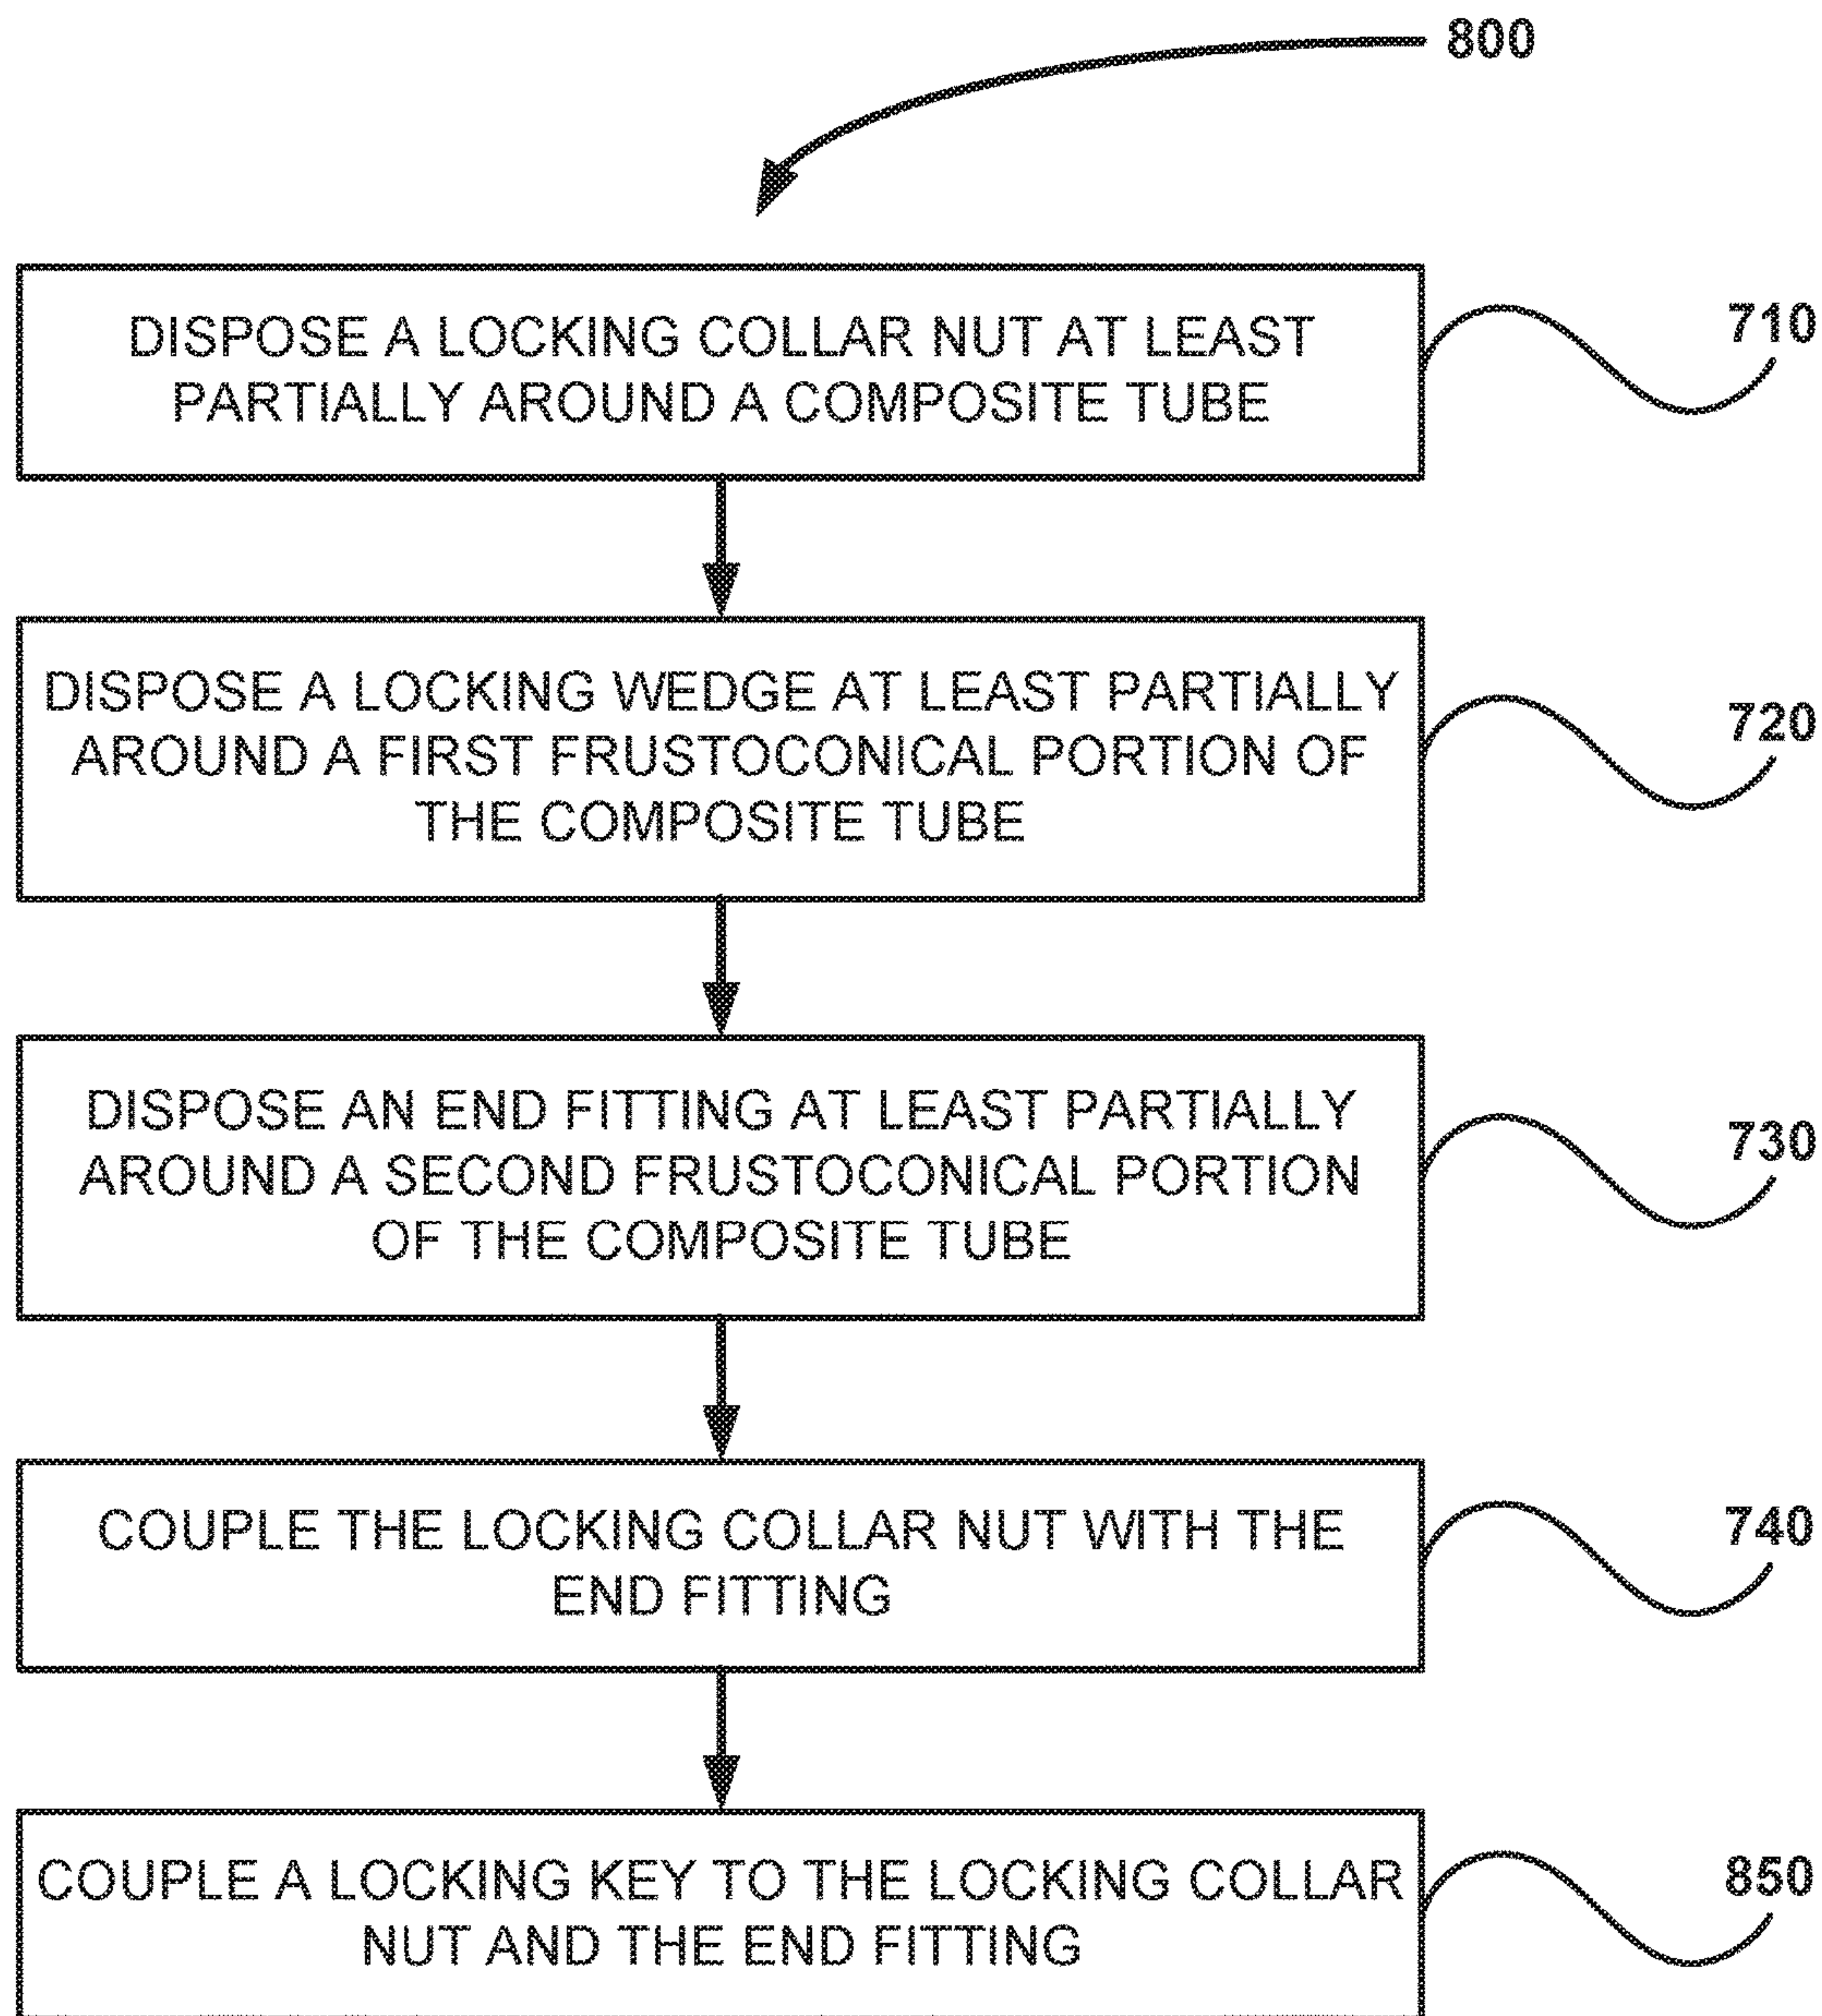 800
DISPOSE A LOCKING COLLAR NUT AT LEAST
PARTIALLY AROUND A COMPOSITE TUBE
710
DISPOSE A LOCKING WEDGE AT LEAST PARTIALLY
AROUND A FIRST FRUSTOCONICAL PORTION OF
THE COMPOSITE TUBE
720
DISPOSE AN END FITTING AT LEAST PARTIALLY
AROUND A SECOND FRUSTOCONICAL PORTION
OF THE COMPOSITE TUBE
730
COUPLE THE LOCKING COLLAR NUT WITH THE
END FITTING
740
COUPLE A LOCKING KEY TO THE LOCKING COLLAR
NUT AND THE END FITTING
850